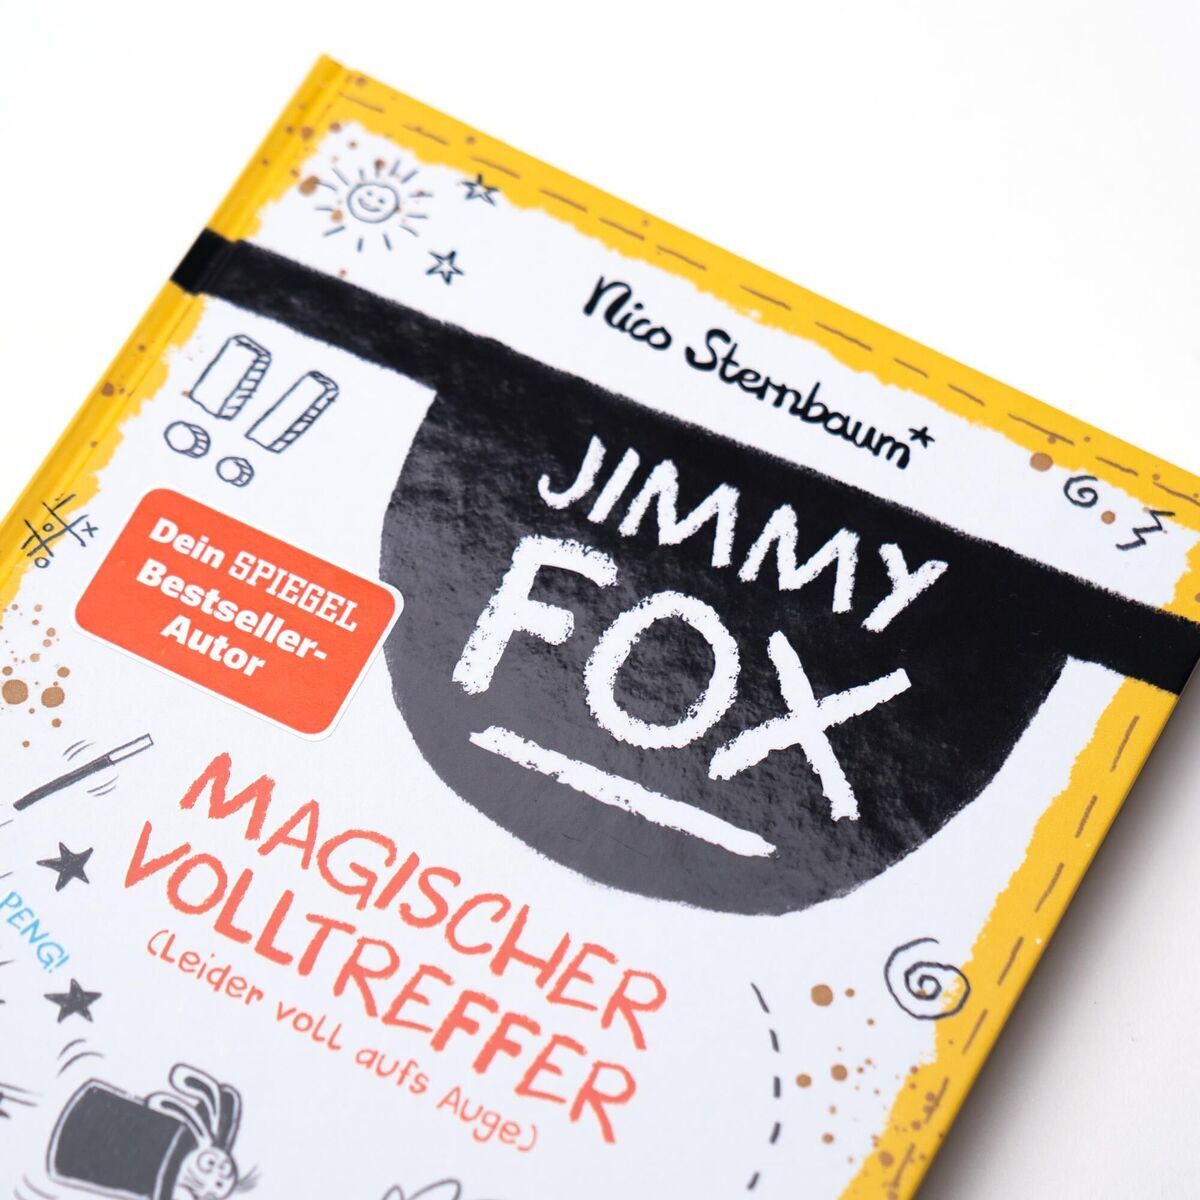 Nico Sternbaum*
JIMMY
FOX
Dein SPIEGEL
Bestseller-
Autor
MAGISCHER
VOLLTREFFER
(Leider voll aufs Auge)
PENG!